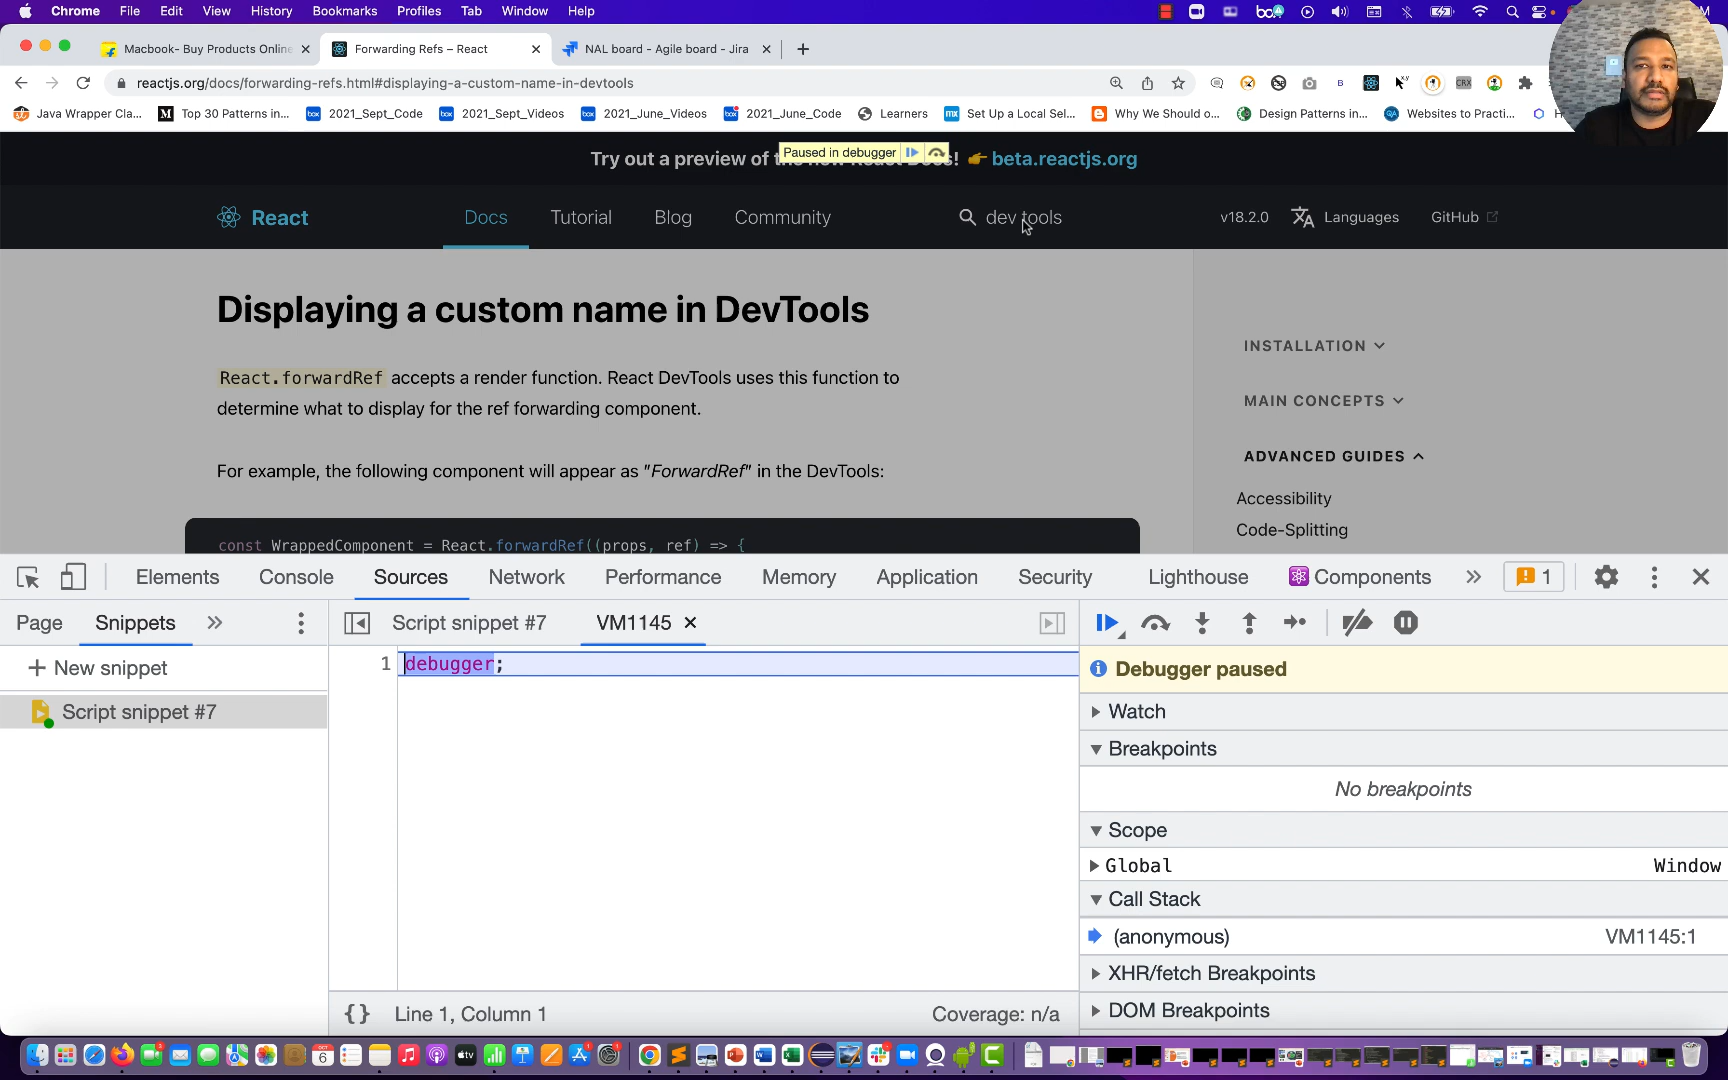 Chrome File Edit View History Bookmarks Profiles Tab Window Help
Macbook- Buy Products Online
Forwarding Refs – React
NAL board - Agile board - Jira
reactjs.org/docs/forwarding-refs.html#displaying-a-custom-name-in-devtools
Java Wrapper Cla... Top 30 Patterns in... 2021_Sept_Code 2021_Sept_Videos 2021_June_Videos 2021_June_Code Learners Set Up a Local Sel... Why We Should o... Design Patterns in... Websites to Practi...
Paused in debugger
Try out a preview of the new React Docs! beta.reactjs.org
React Docs Tutorial Blog Community dev tools v18.2.0 Languages GitHub
Displaying a custom name in DevTools
React.forwardRef accepts a render function. React DevTools uses this function to
determine what to display for the ref forwarding component.
For example, the following component will appear as "ForwardRef" in the DevTools:
const WrappedComponent = React.forwardRef((props, ref) => {
INSTALLATION
MAIN CONCEPTS
ADVANCED GUIDES
Accessibility
Code-Splitting
Elements Console Sources Network Performance Memory Application Security Lighthouse Components » 1
Page Snippets »
Script snippet #7 VM1145
+ New snippet
Script snippet #7
1 debugger;
{} Line 1, Column 1 Coverage: n/a
Debugger paused
Watch
Breakpoints
No breakpoints
Scope
Global Window
Call Stack
(anonymous) VM1145:1
XHR/fetch Breakpoints
DOM Breakpoints